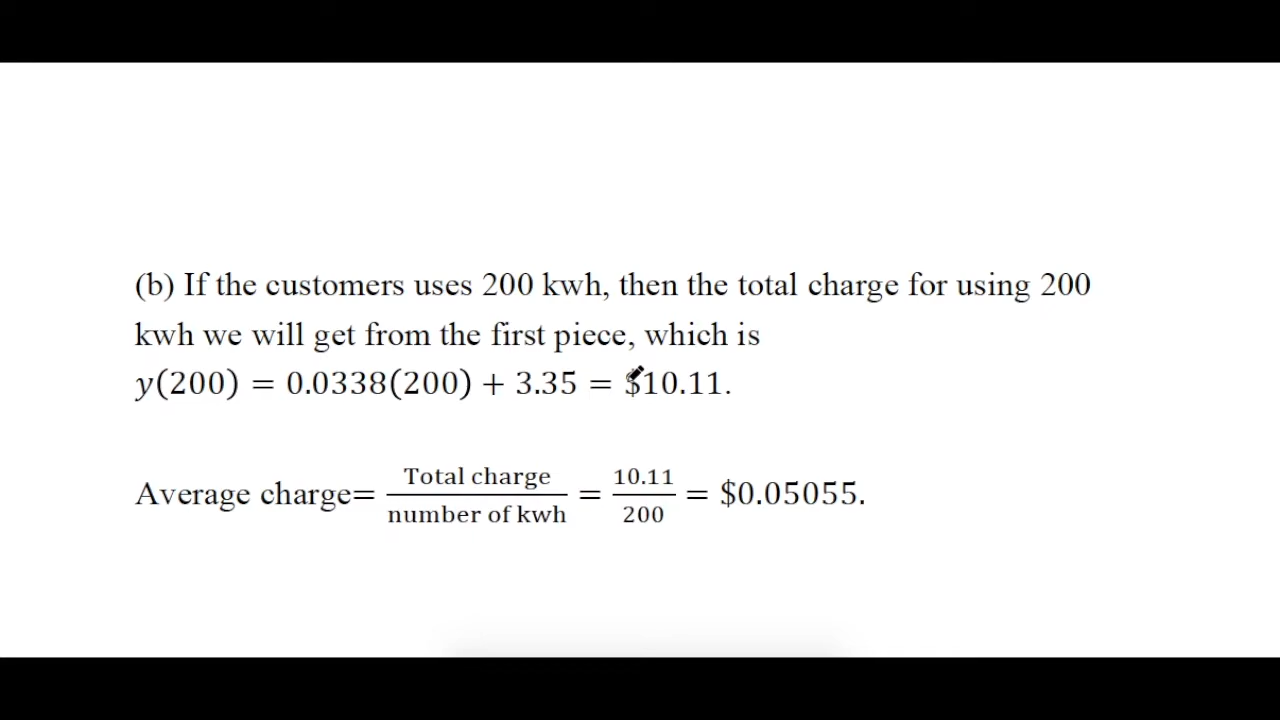 (b) If the customers uses 200 kwh, then the total charge for using 200
kwh we will get from the first piece, which is
y(200) = 0.0338(200) + 3.35 = $10.11.
Average charge= Total charge / number of kwh = 10.11 / 200 = $0.05055.